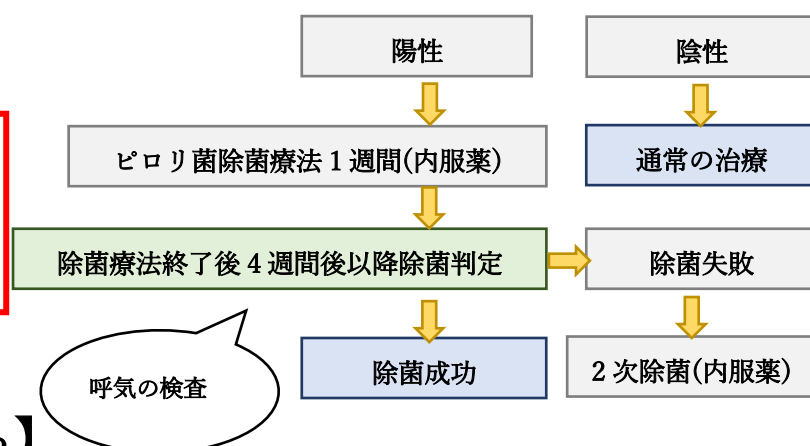 陽性
陰性
ピロリ菌除菌療法1週間(内服薬)
通常の治療
除菌療法終了後4週間後以降除菌判定
除菌失敗
除菌成功
2次除菌(内服薬)
呼気の検査
】